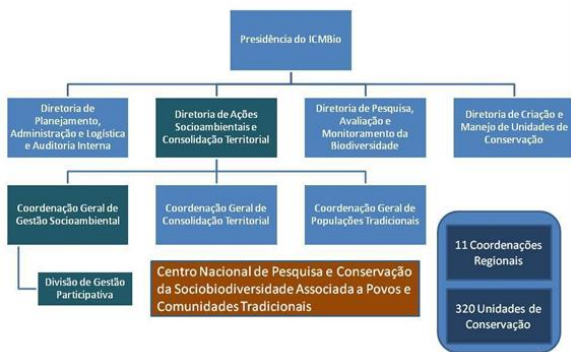 Presidência do ICMBio
Diretoria de
Planejamento,
Administração e Logística
e Auditoria Interna
Diretoria de Ações
Socioambientais e
Consolidação Territorial
Diretoria de Pesquisa,
Avaliação e
Monitoramento da
Biodiversidade
Diretoria de Criação e
Manejo de Unidades de
Conservação
Coordenação Geral de
Gestão Socioambiental
Coordenação Geral de
Consolidação Territorial
Coordenação Geral de
Populações Tradicionais
Divisão de Gestão
Participativa
Centro Nacional de Pesquisa e Conservação
da Sociobiodiversidade Associada a Povos e
Comunidades Tradicionais
11 Coordenações
Regionais
320 Unidades de
Conservação